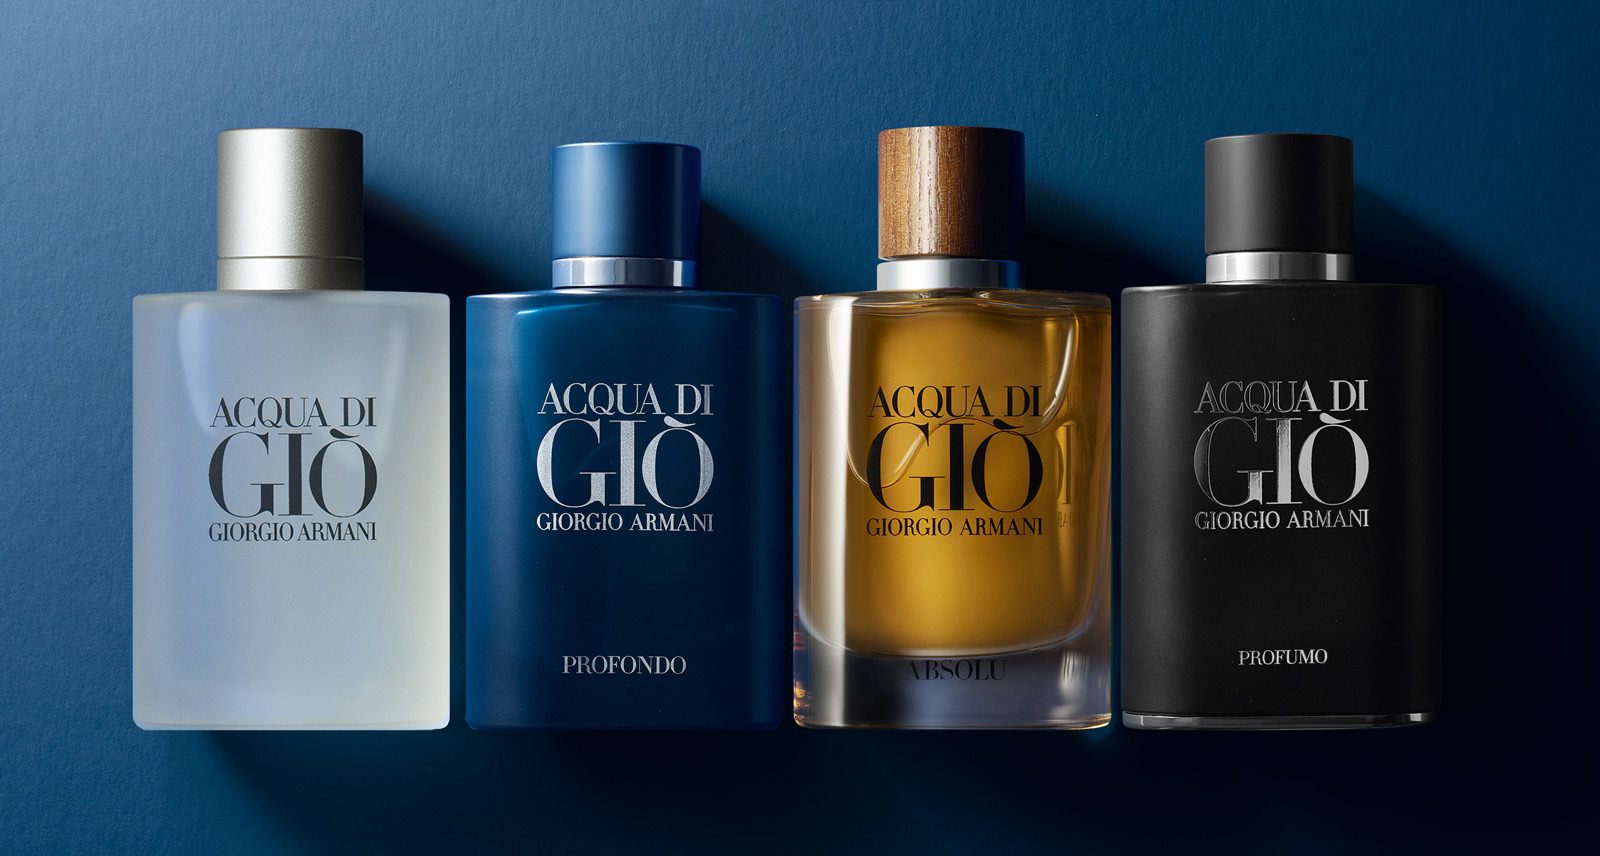 ACQUA DI
GIÒ
GIORGIO ARMANI
ACQUA DI
GIÒ
GIORGIO ARMANI
PROFONDO
ACQUA DI
GIÒ
GIORGIO ARMANI
ABSOLU
ACQUA DI
GIÒ
GIORGIO ARMANI
PROFUMO